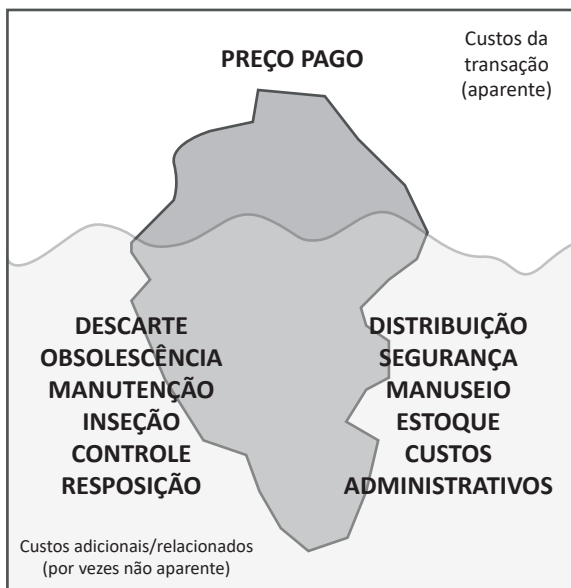 PREÇO PAGO
Custos da
transação
(aparente)
DESCARTE
OBSOLESCÊNCIA
MANUTENÇÃO
INSEÇÃO
CONTROLE
RESPOSIÇÃO
DISTRIBUIÇÃO
SEGURANÇA
MANUSEIO
ESTOQUE
CUSTOS
ADMINISTRATIVOS
Custos adicionais/relacionados
(por vezes não aparente)